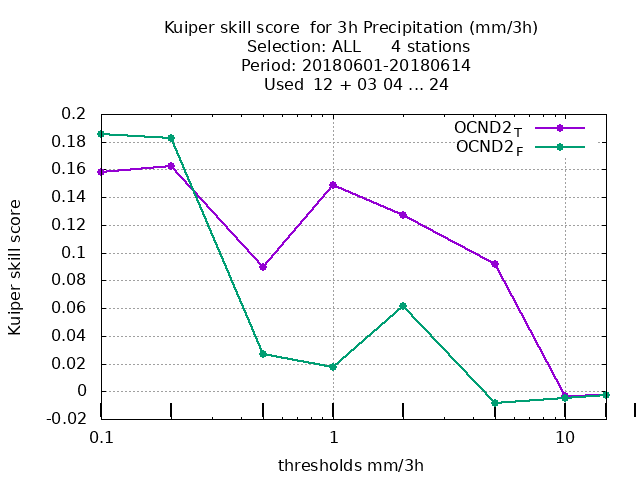 Kuiper skill score  for 3h Precipitation (mm/3h)
Selection: ALL      4 stations
Period: 20180601-20180614
Used  12 + 03 04 ... 24
OCND2T
OCND2F
0.2
0.18
0.16
0.14
0.12
0.1
0.08
0.06
0.04
0.02
0
-0.02
Kuiper skill score
0.1 1 10
thresholds mm/3h